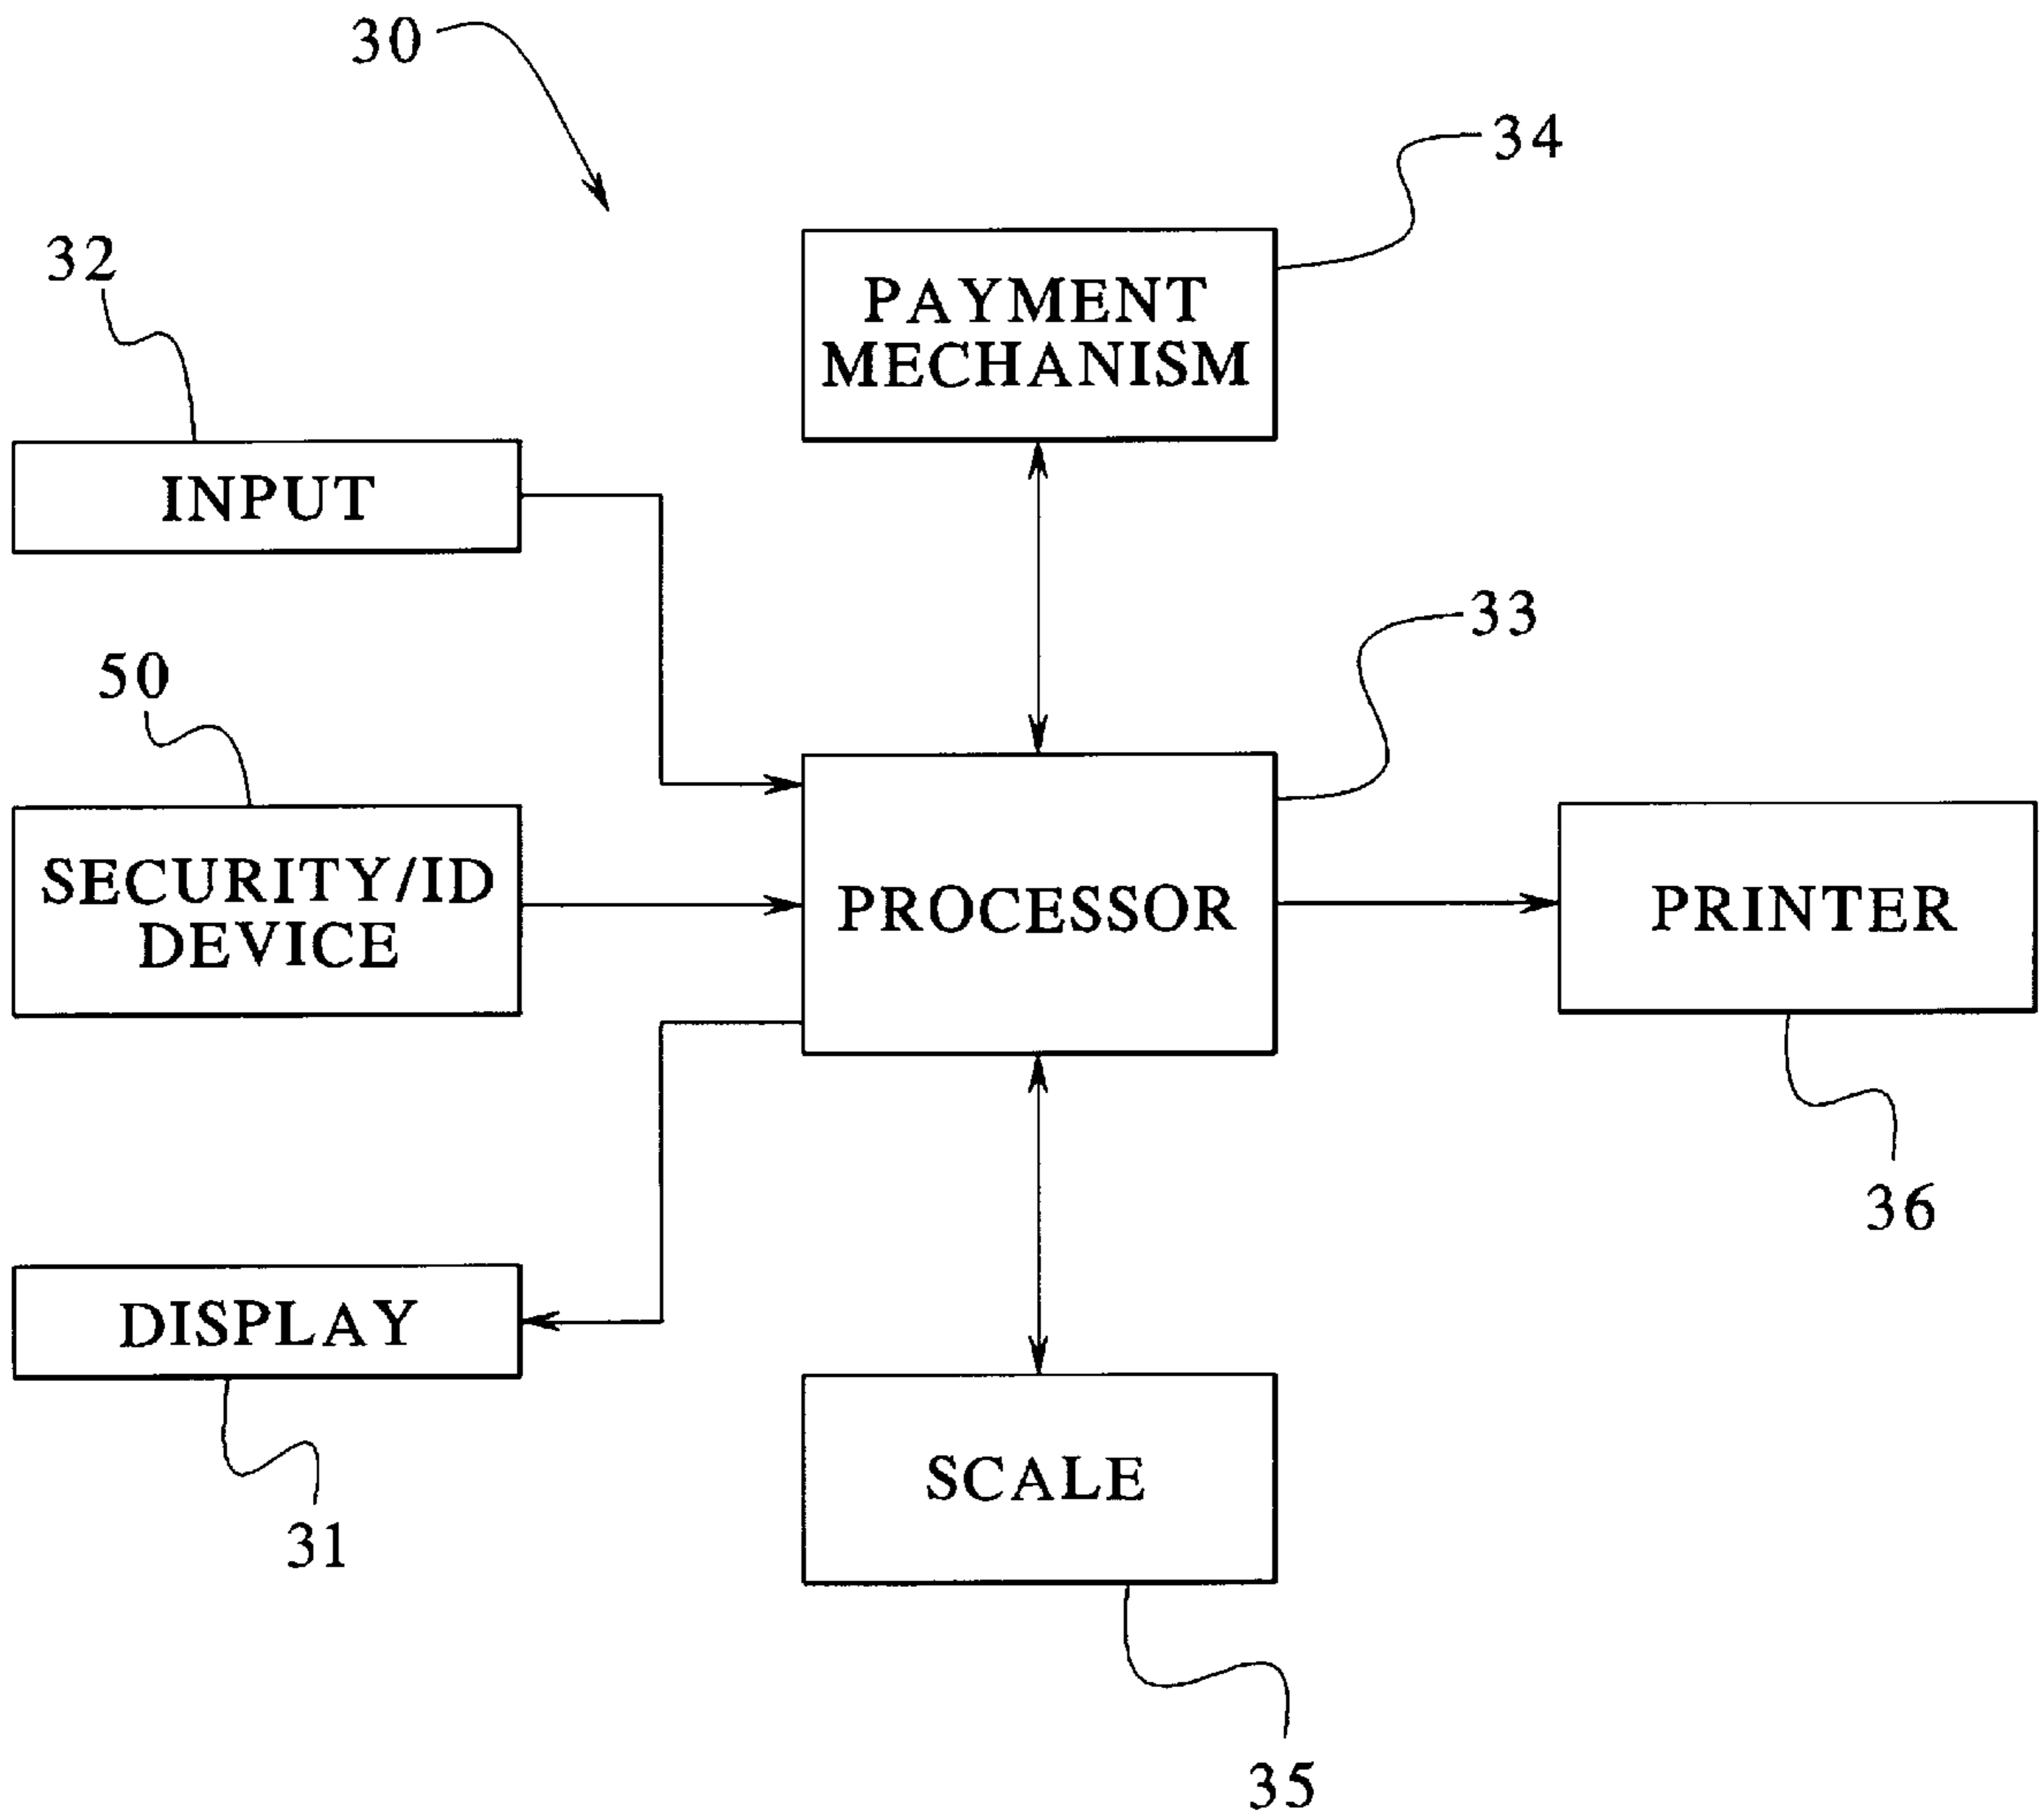 30
34
32
PAYMENT
MECHANISM
INPUT
33
50
SECURITY/ID
DEVICE
PROCESSOR
PRINTER
36
DISPLAY
SCALE
31
35